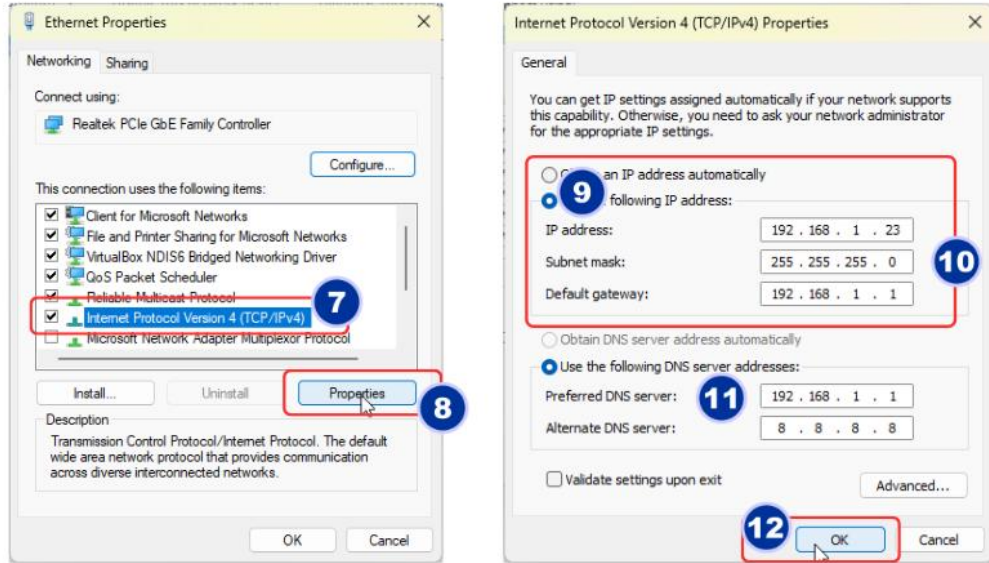 Ethernet Properties
Networking
Sharing
Connect using:
Realtek PCIe GbE Family Controller
Configure...
This connection uses the following items:
Client for Microsoft Networks
File and Printer Sharing for Microsoft Networks
VirtualBox NDIS6 Bridged Networking Driver
QoS Packet Scheduler
Reliable Multicast Protocol
7
Internet Protocol Version 4 (TCP/IPv4)
Microsoft Network Adapter Multiplexor Protocol
Install...
Uninstall
Properties
8
Description
Transmission Control Protocol/Internet Protocol. The default
wide area network protocol that provides communication
across diverse interconnected networks.
OK
Cancel
Internet Protocol Version 4 (TCP/IPv4) Properties
General
You can get IP settings assigned automatically if your network supports
this capability. Otherwise, you need to ask your network administrator
for the appropriate IP settings.
an IP address automatically
9
following IP address:
IP address:
192 . 168 . 1 . 23
Subnet mask:
255 . 255 . 255 . 0
10
Default gateway:
192 . 168 . 1 . 1
Obtain DNS server address automatically
Use the following DNS server addresses:
Preferred DNS server:
11
192 . 168 . 1 . 1
Alternate DNS server:
8 . 8 . 8 . 8
Validate settings upon exit
Advanced...
12
OK
Cancel